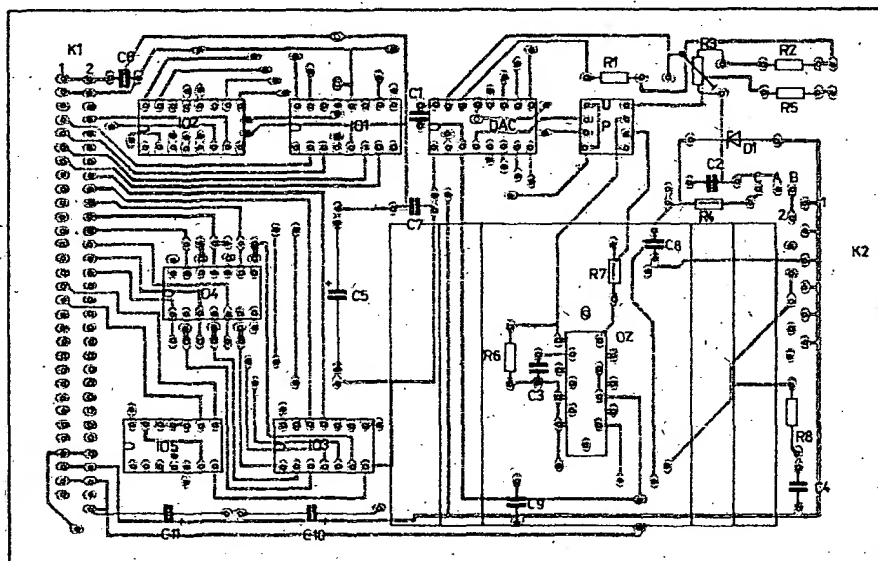 K1
C6
1 2
IO2
IO1
C1
DAC
U
P
R1
R3
R2
R5
D1
C2
A B
R4
1
2
K2
C7
C8
R7
IO4
C5
OZ
R6
C3
R8
C4
IO5
IO3
C9
C11
C10